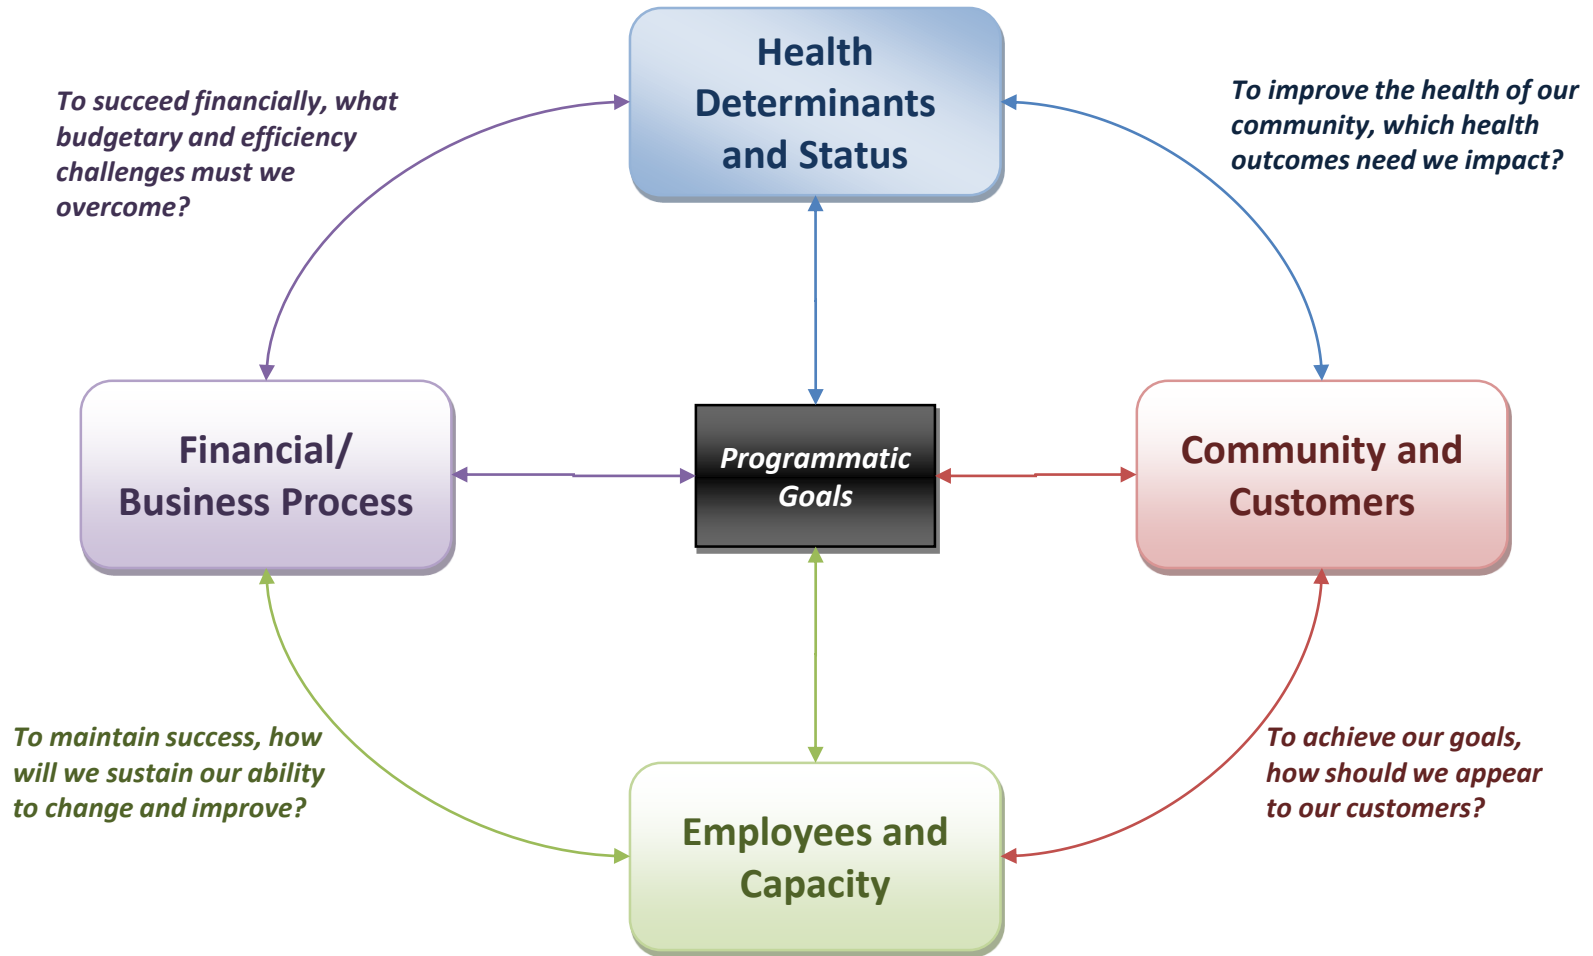 Health
Determinants
and Status
To succeed financially, what
budgetary and efficiency
challenges must we
overcome?
To improve the health of our
community, which health
outcomes need we impact?
Financial/
Business Process
Programmatic
Goals
Community and
Customers
To maintain success, how
will we sustain our ability
to change and improve?
To achieve our goals,
how should we appear
to our customers?
Employees and
Capacity